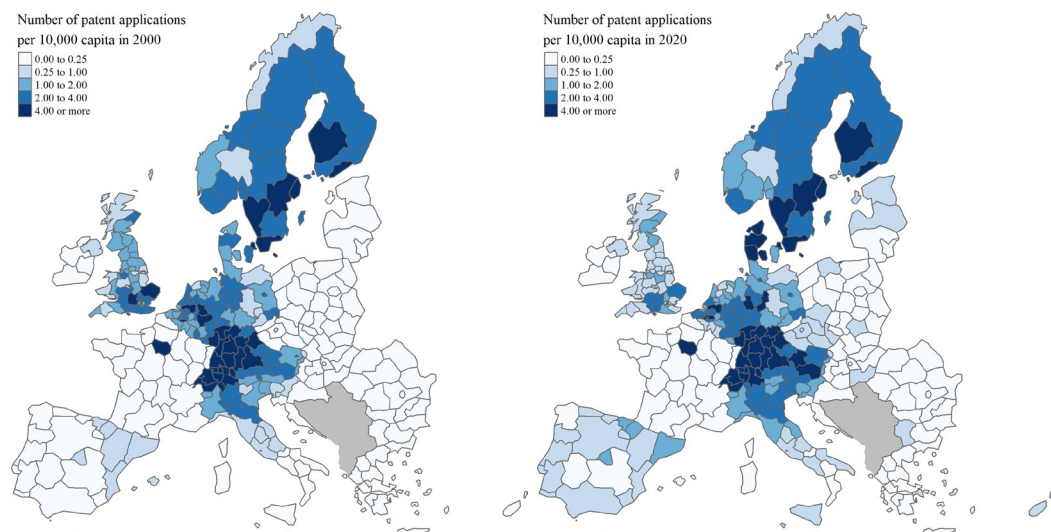 Number of patent applications
per 10,000 capita in 2000
0.00 to 0.25
0.25 to 1.00
1.00 to 2.00
2.00 to 4.00
4.00 or more
Number of patent applications
per 10,000 capita in 2020
0.00 to 0.25
0.25 to 1.00
1.00 to 2.00
2.00 to 4.00
4.00 or more